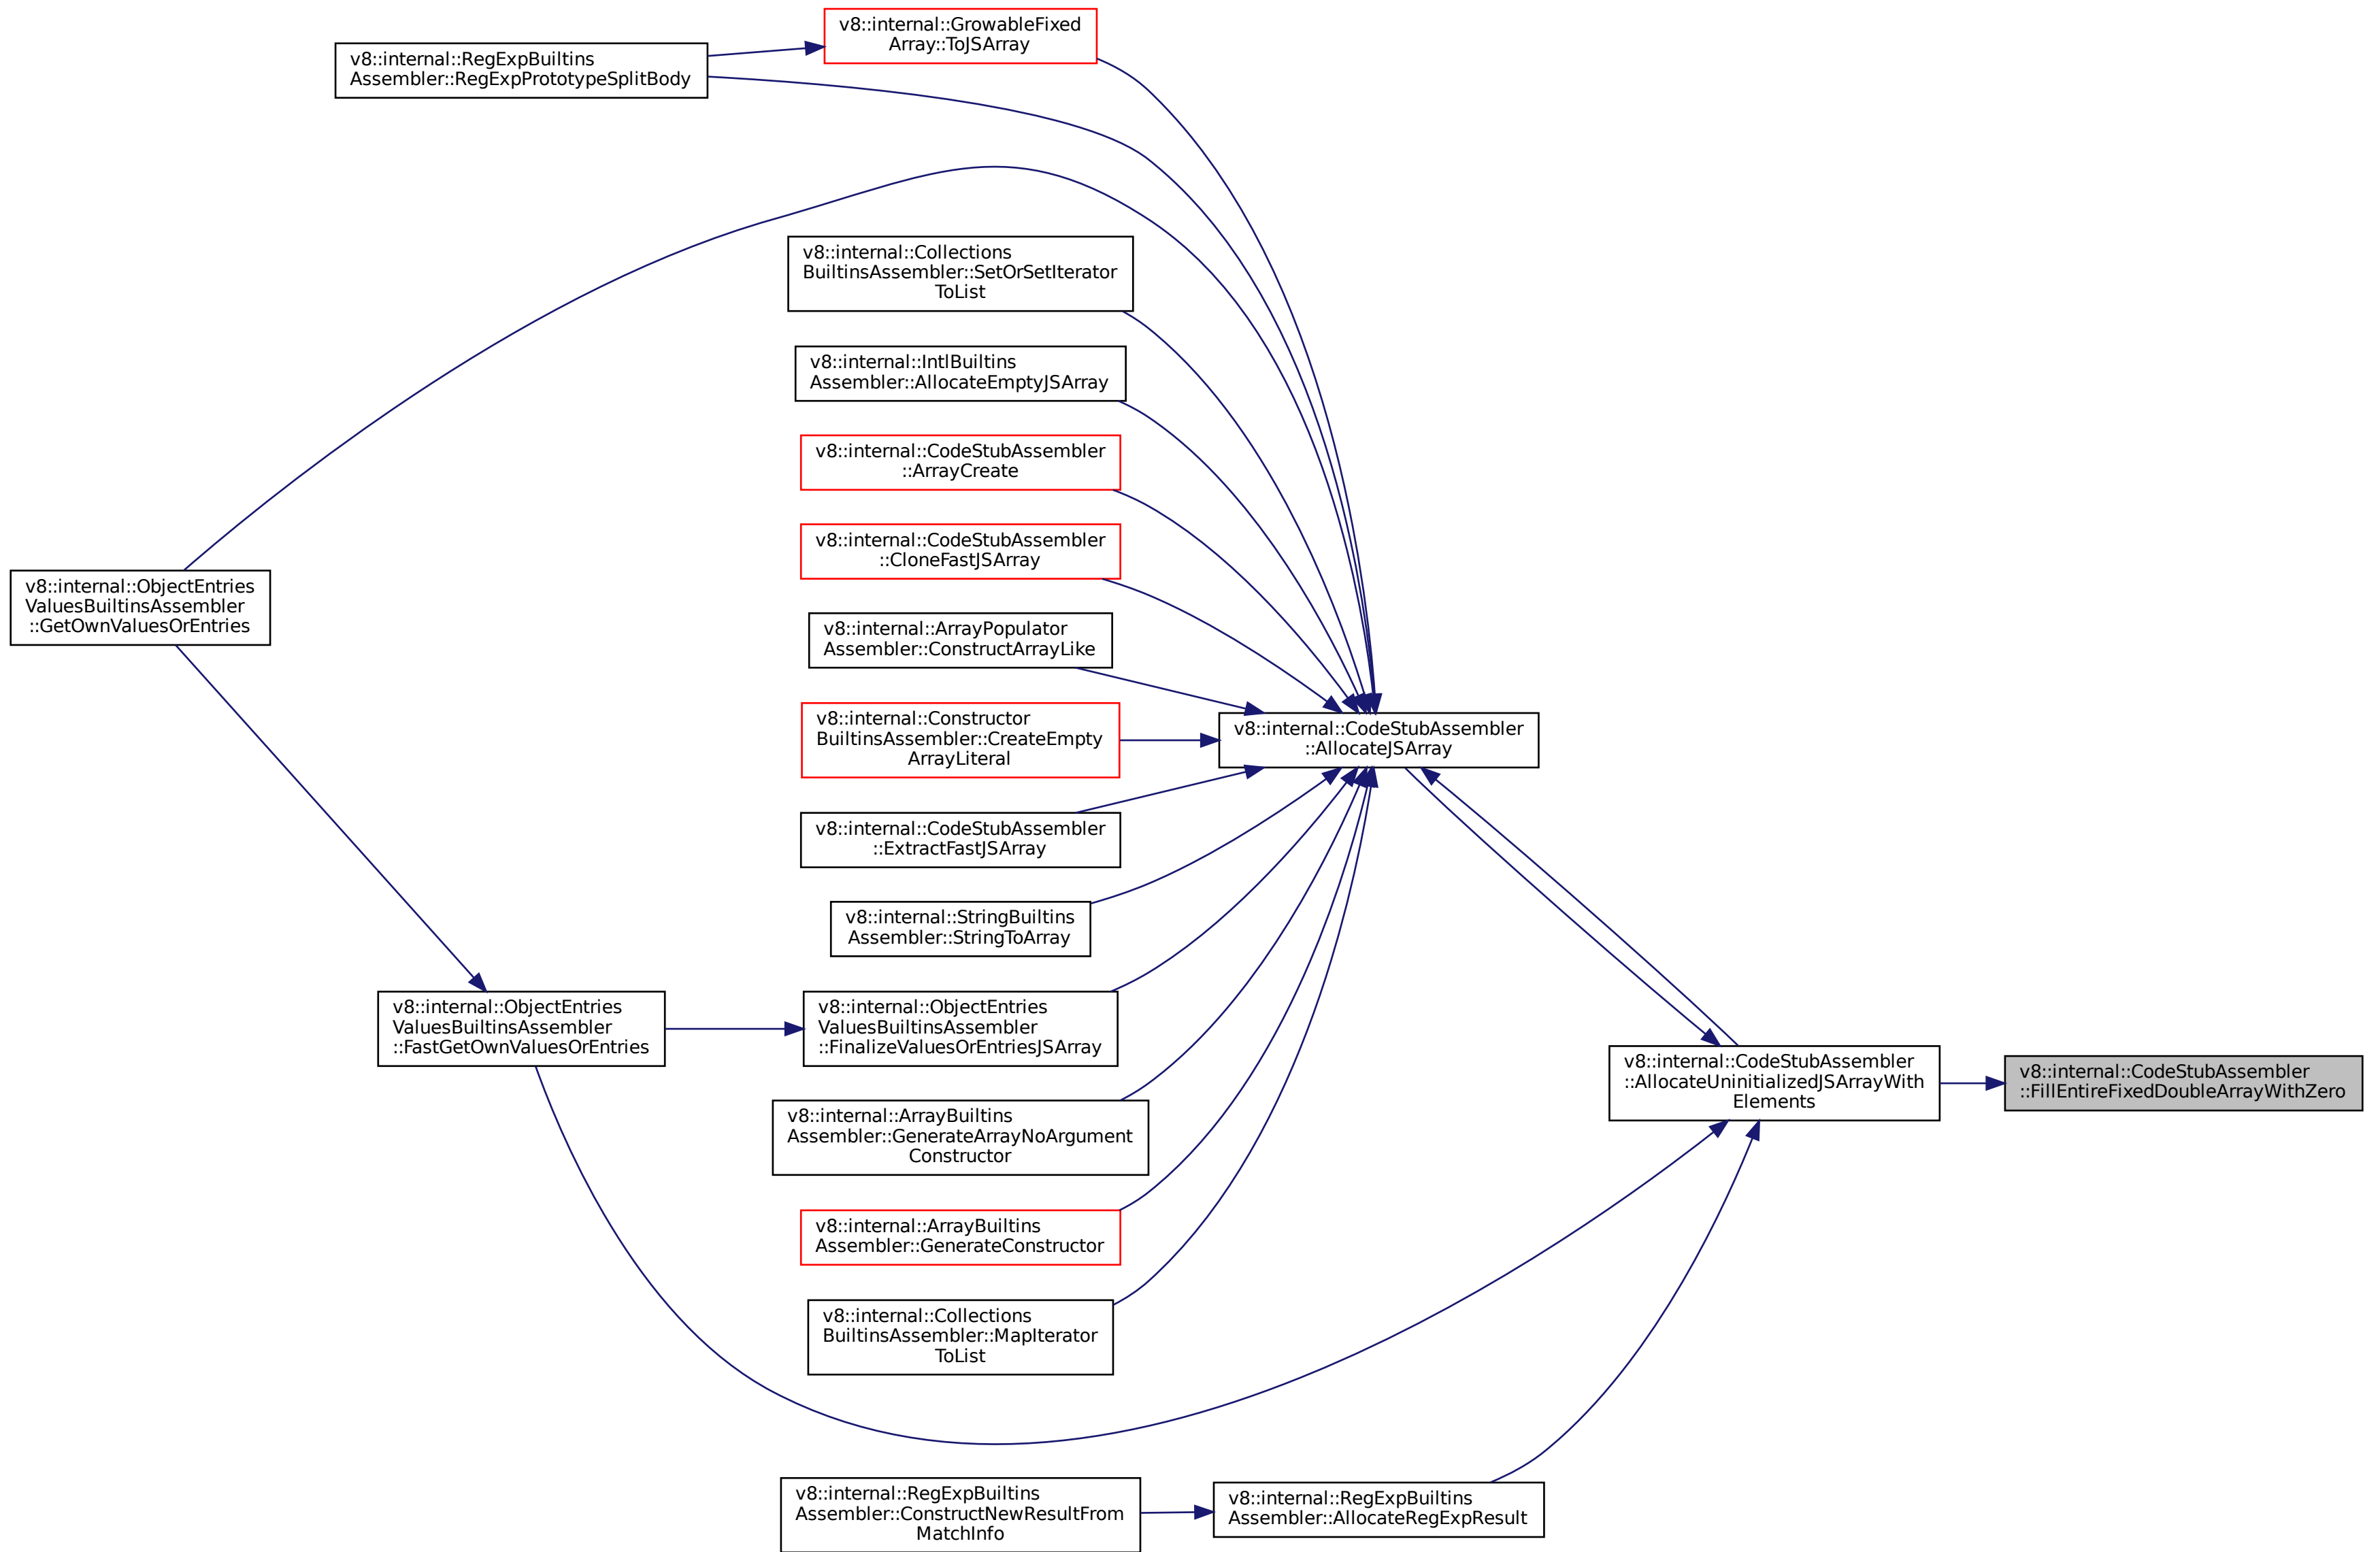 v8::internal::GrowableFixed
Array::ToJSArray
v8::internal::RegExpBuiltins
Assembler::RegExpPrototypeSplitBody
v8::internal::Collections
BuiltinsAssembler::SetOrSetIterator
ToList
v8::internal::IntlBuiltins
Assembler::AllocateEmptyJSArray
v8::internal::CodeStubAssembler
::ArrayCreate
v8::internal::CodeStubAssembler
::CloneFastJSArray
v8::internal::ObjectEntries
ValuesBuiltinsAssembler
::GetOwnValuesOrEntries
v8::internal::ArrayPopulator
Assembler::ConstructArrayLike
v8::internal::Constructor
BuiltinsAssembler::CreateEmpty
ArrayLiteral
v8::internal::CodeStubAssembler
::AllocateJSArray
v8::internal::CodeStubAssembler
::ExtractFastJSArray
v8::internal::StringBuiltins
Assembler::StringToArray
v8::internal::ObjectEntries
ValuesBuiltinsAssembler
::FastGetOwnValuesOrEntries
v8::internal::ObjectEntries
ValuesBuiltinsAssembler
::FinalizeValuesOrEntriesJSArray
v8::internal::CodeStubAssembler
::AllocateUninitializedJSArrayWith
Elements
v8::internal::CodeStubAssembler
::FillEntireFixedDoubleArrayWithZero
v8::internal::ArrayBuiltins
Assembler::GenerateArrayNoArgument
Constructor
v8::internal::ArrayBuiltins
Assembler::GenerateConstructor
v8::internal::Collections
BuiltinsAssembler::MapIterator
ToList
v8::internal::RegExpBuiltins
Assembler::ConstructNewResultFrom
MatchInfo
v8::internal::RegExpBuiltins
Assembler::AllocateRegExpResult